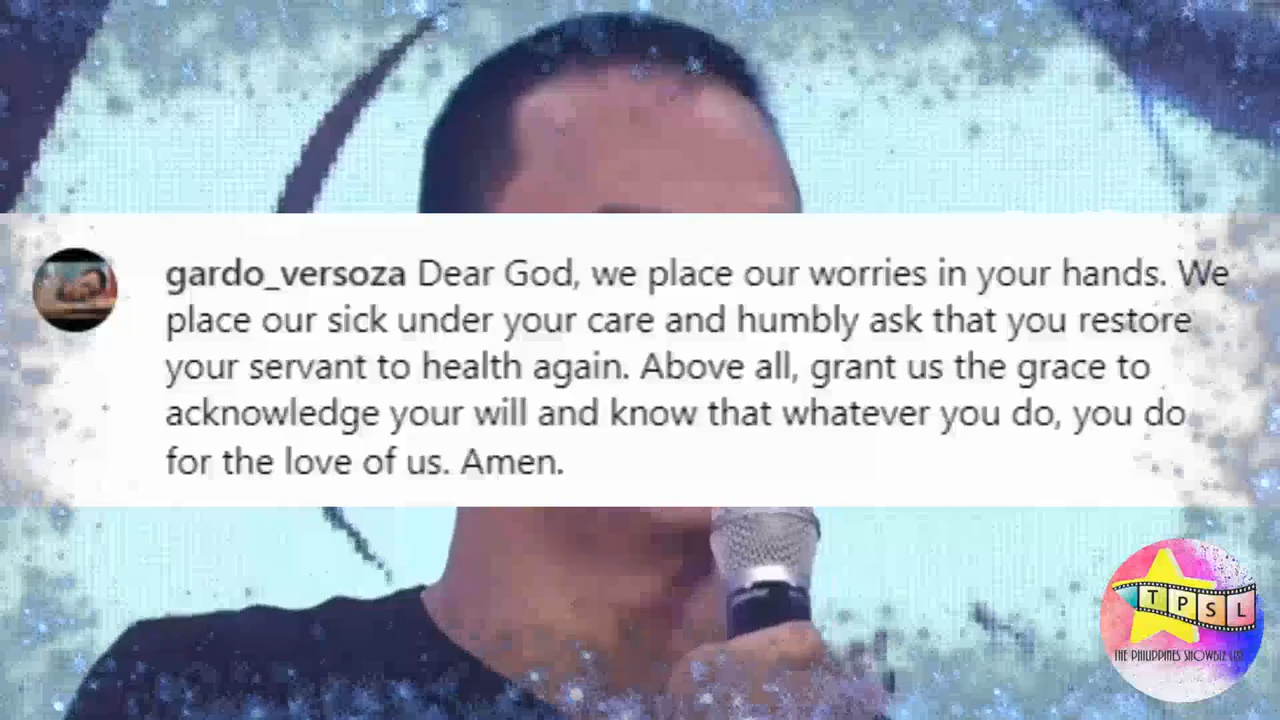 gardo_versoza Dear God, we place our worries in your hands. We
place our sick under your care and humbly ask that you restore
your servant to health again. Above all, grant us the grace to
acknowledge your will and know that whatever you do, you do
for the love of us. Amen.
TPSL
THE PHILIPPINES SHOWBIZ